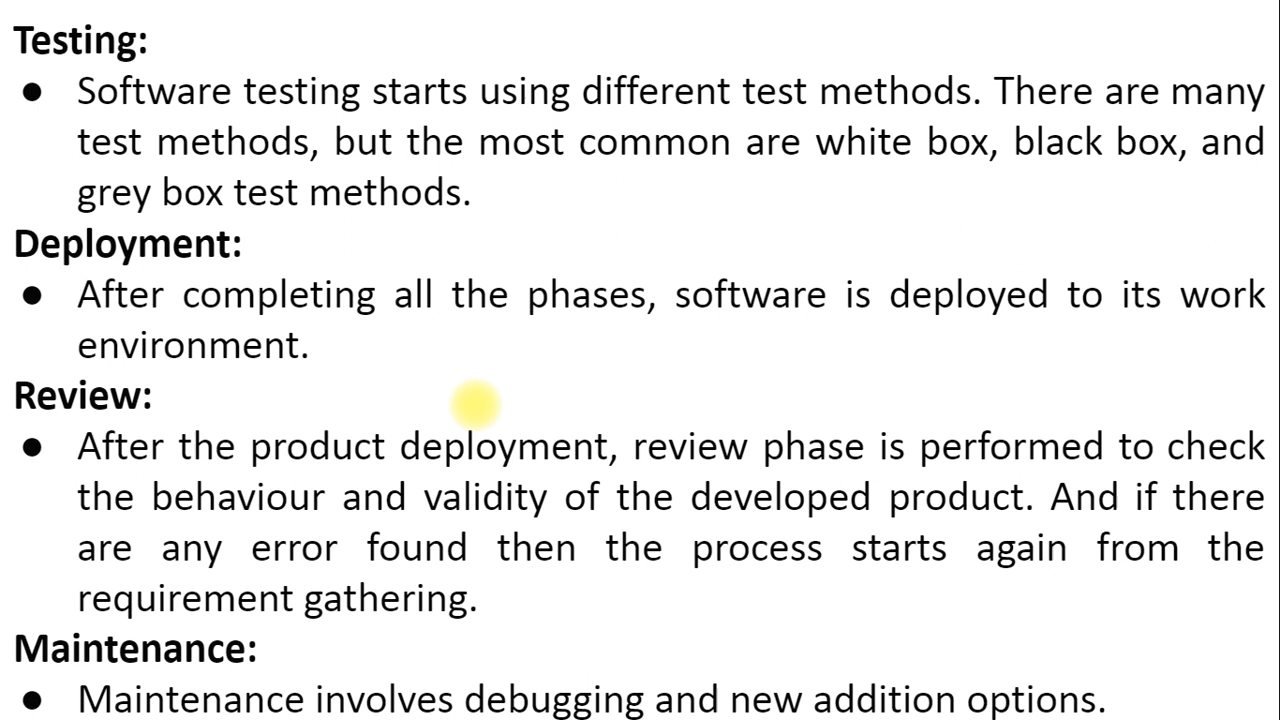 Testing:
● Software testing starts using different test methods. There are many
test methods, but the most common are white box, black box, and
grey box test methods.
Deployment:
● After completing all the phases, software is deployed to its work
environment.
Review:
● After the product deployment, review phase is performed to check
the behaviour and validity of the developed product. And if there
are any error found then the process starts again from the
requirement gathering.
Maintenance:
● Maintenance involves debugging and new addition options.